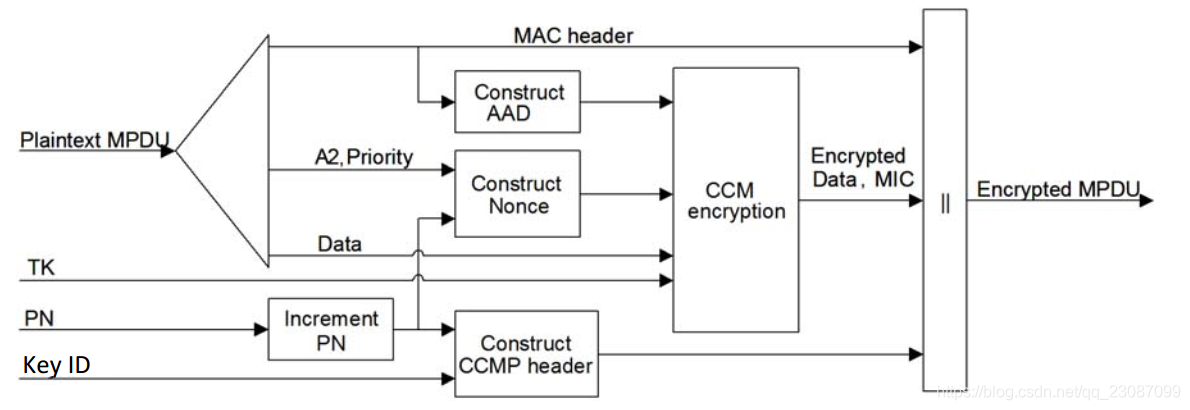 MAC header
Construct
AAD
Plaintext MPDU
A2,Priority
Construct
Nonce
CCM
encryption
Encrypted
Data, MIC
||
Encrypted MPDU
Data
TK
PN
Increment
PN
Construct
CCMP header
Key ID
https://blog.csdn.net/qq_23087099